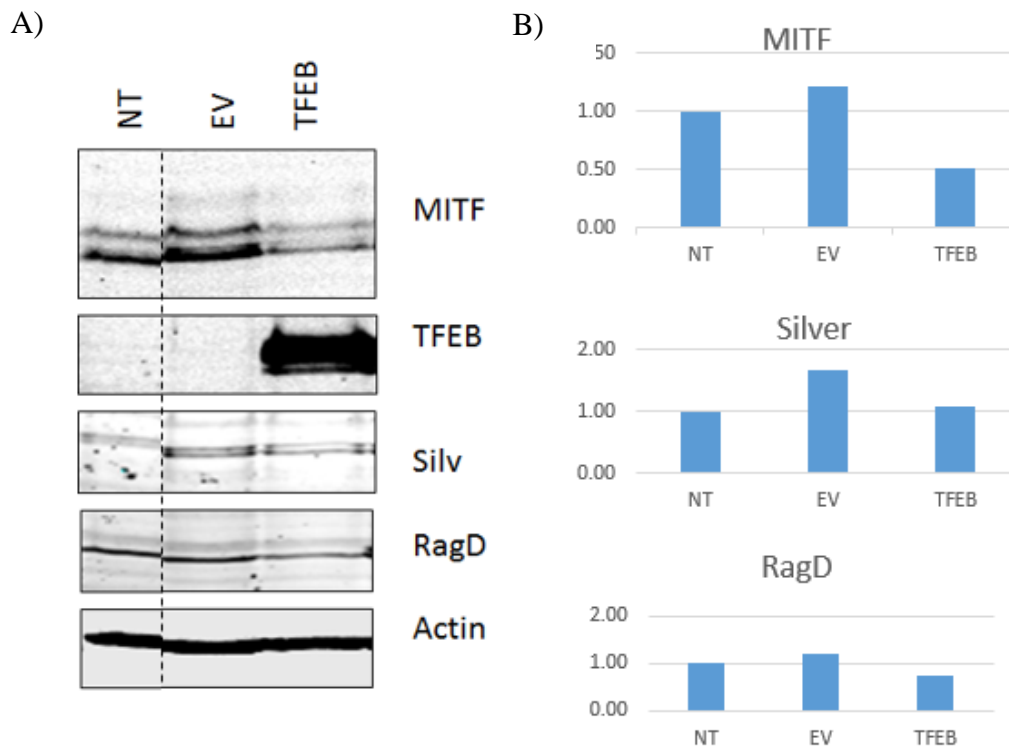 A)
NT
EV
TFEB
MITF
TFEB
Silv
RagD
Actin
B)
MITF
50
1.00
0.50
0.00
NT EV TFEB
Silver
2.00
1.00
0.00
NT EV TFEB
RagD
2.00
1.00
0.00
NT EV TFEB